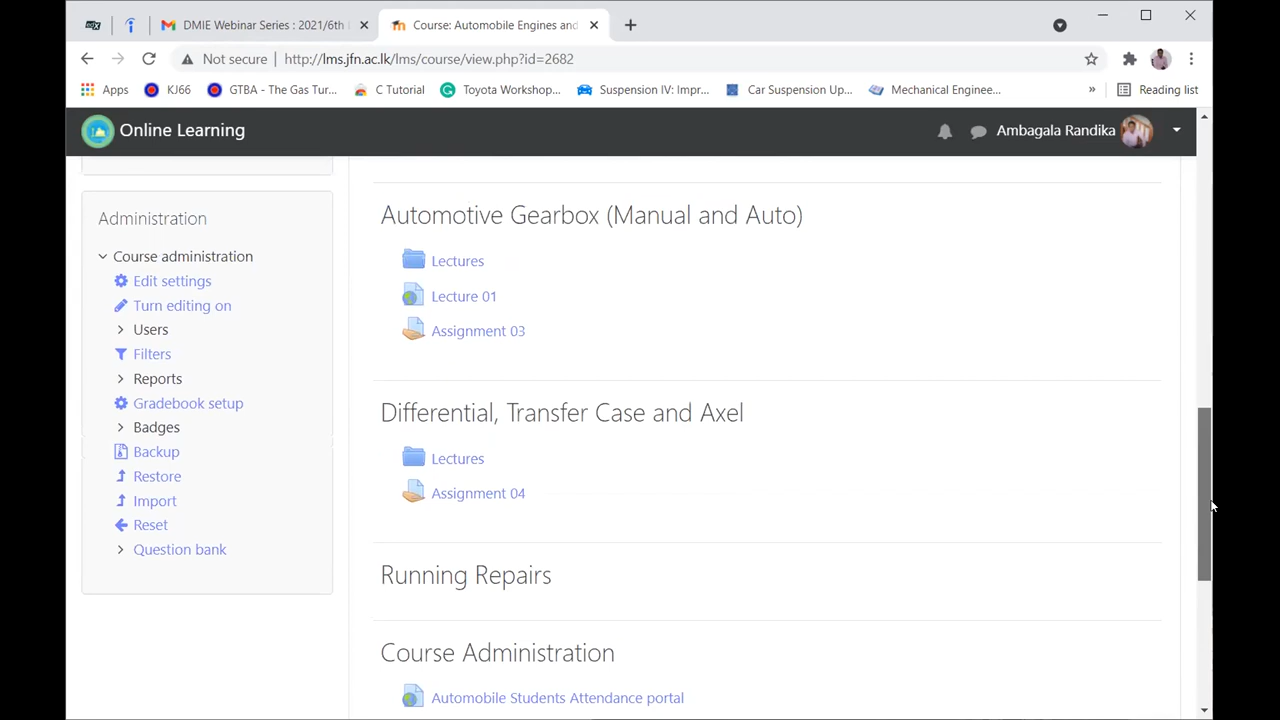 DMIE Webinar Series : 2021/6th
Course: Automobile Engines and
Not secure
http://lms.jfn.ac.lk/lms/course/view.php?id=2682
Apps
KJ66
GTBA - The Gas Tur...
C Tutorial
Toyota Workshop...
Suspension IV: Impr...
Car Suspension Up...
Mechanical Enginee...
»
Reading list
Online Learning
Ambagala Randika
Administration
Course administration
Edit settings
Turn editing on
Users
Filters
Reports
Gradebook setup
Badges
Backup
Restore
Import
Reset
Question bank
Automotive Gearbox (Manual and Auto)
Lectures
Lecture 01
Assignment 03
Differential, Transfer Case and Axel
Lectures
Assignment 04
Running Repairs
Course Administration
Automobile Students Attendance portal